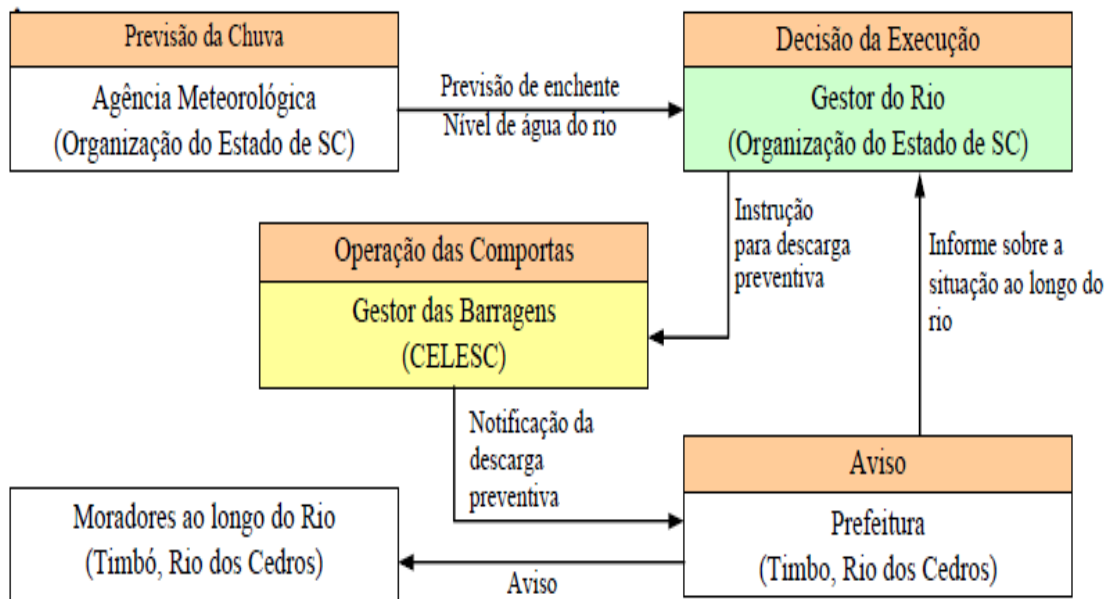 Previsão da Chuva
Agência Meteorológica
(Organização do Estado de SC)
Previsão de enchente
Nível de água do rio
Decisão da Execução
Gestor do Rio
(Organização do Estado de SC)
Instrução
para descarga
preventiva
Informe sobre a
situação ao longo do
rio
Operação das Comportas
Gestor das Barragens
(CELESC)
Notificação da
descarga
preventiva
Aviso
Prefeitura
(Timbo, Rio dos Cedros)
Aviso
Moradores ao longo do Rio
(Timbó, Rio dos Cedros)